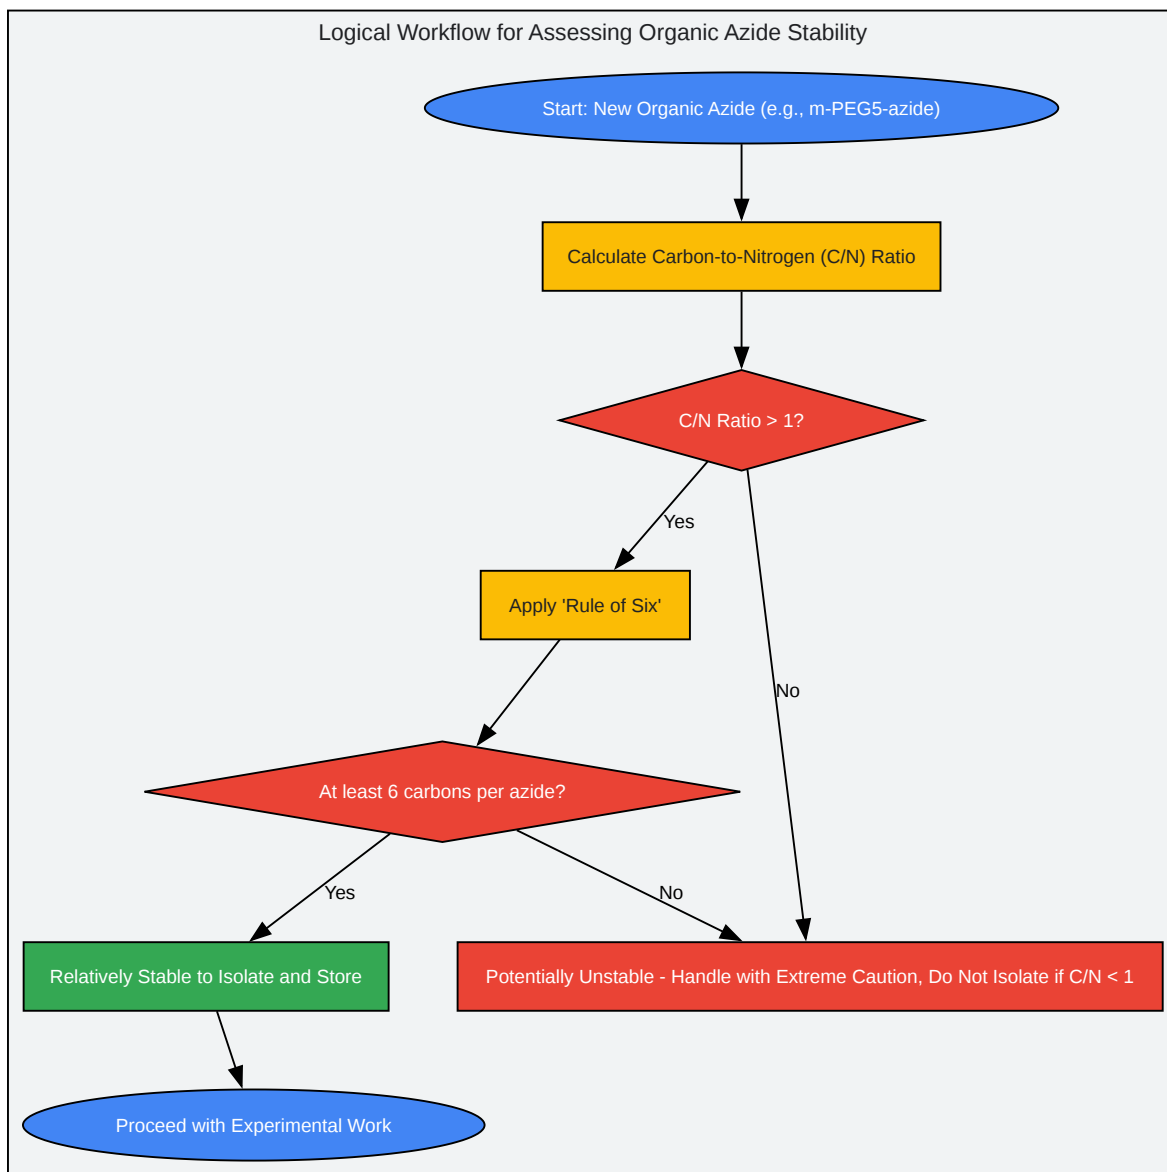 Logical Workflow for Assessing Organic Azide Stability
Start: New Organic Azide (e.g., m-PEG5-azide)
Calculate Carbon-to-Nitrogen (C/N) Ratio
C/N Ratio > 1?
Yes
Apply 'Rule of Six'
No
At least 6 carbons per azide?
Yes
No
Relatively Stable to Isolate and Store
Potentially Unstable - Handle with Extreme Caution, Do Not Isolate if C/N < 1
Proceed with Experimental Work